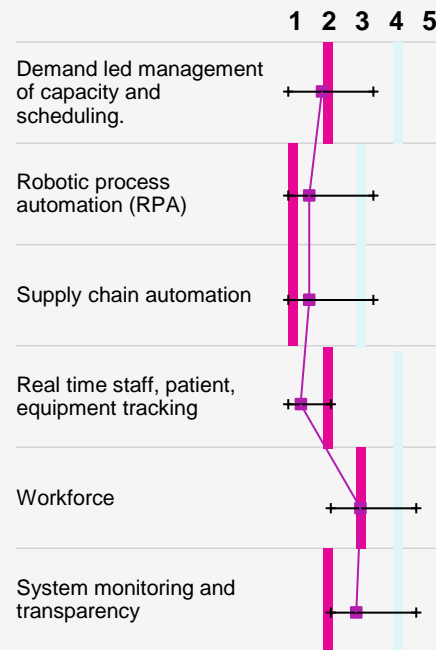 1 2 3 4 5
Demand led management
of capacity and
scheduling.
Robotic process
automation (RPA)
Supply chain automation
Real time staff, patient,
equipment tracking
Workforce
System monitoring and
transparency